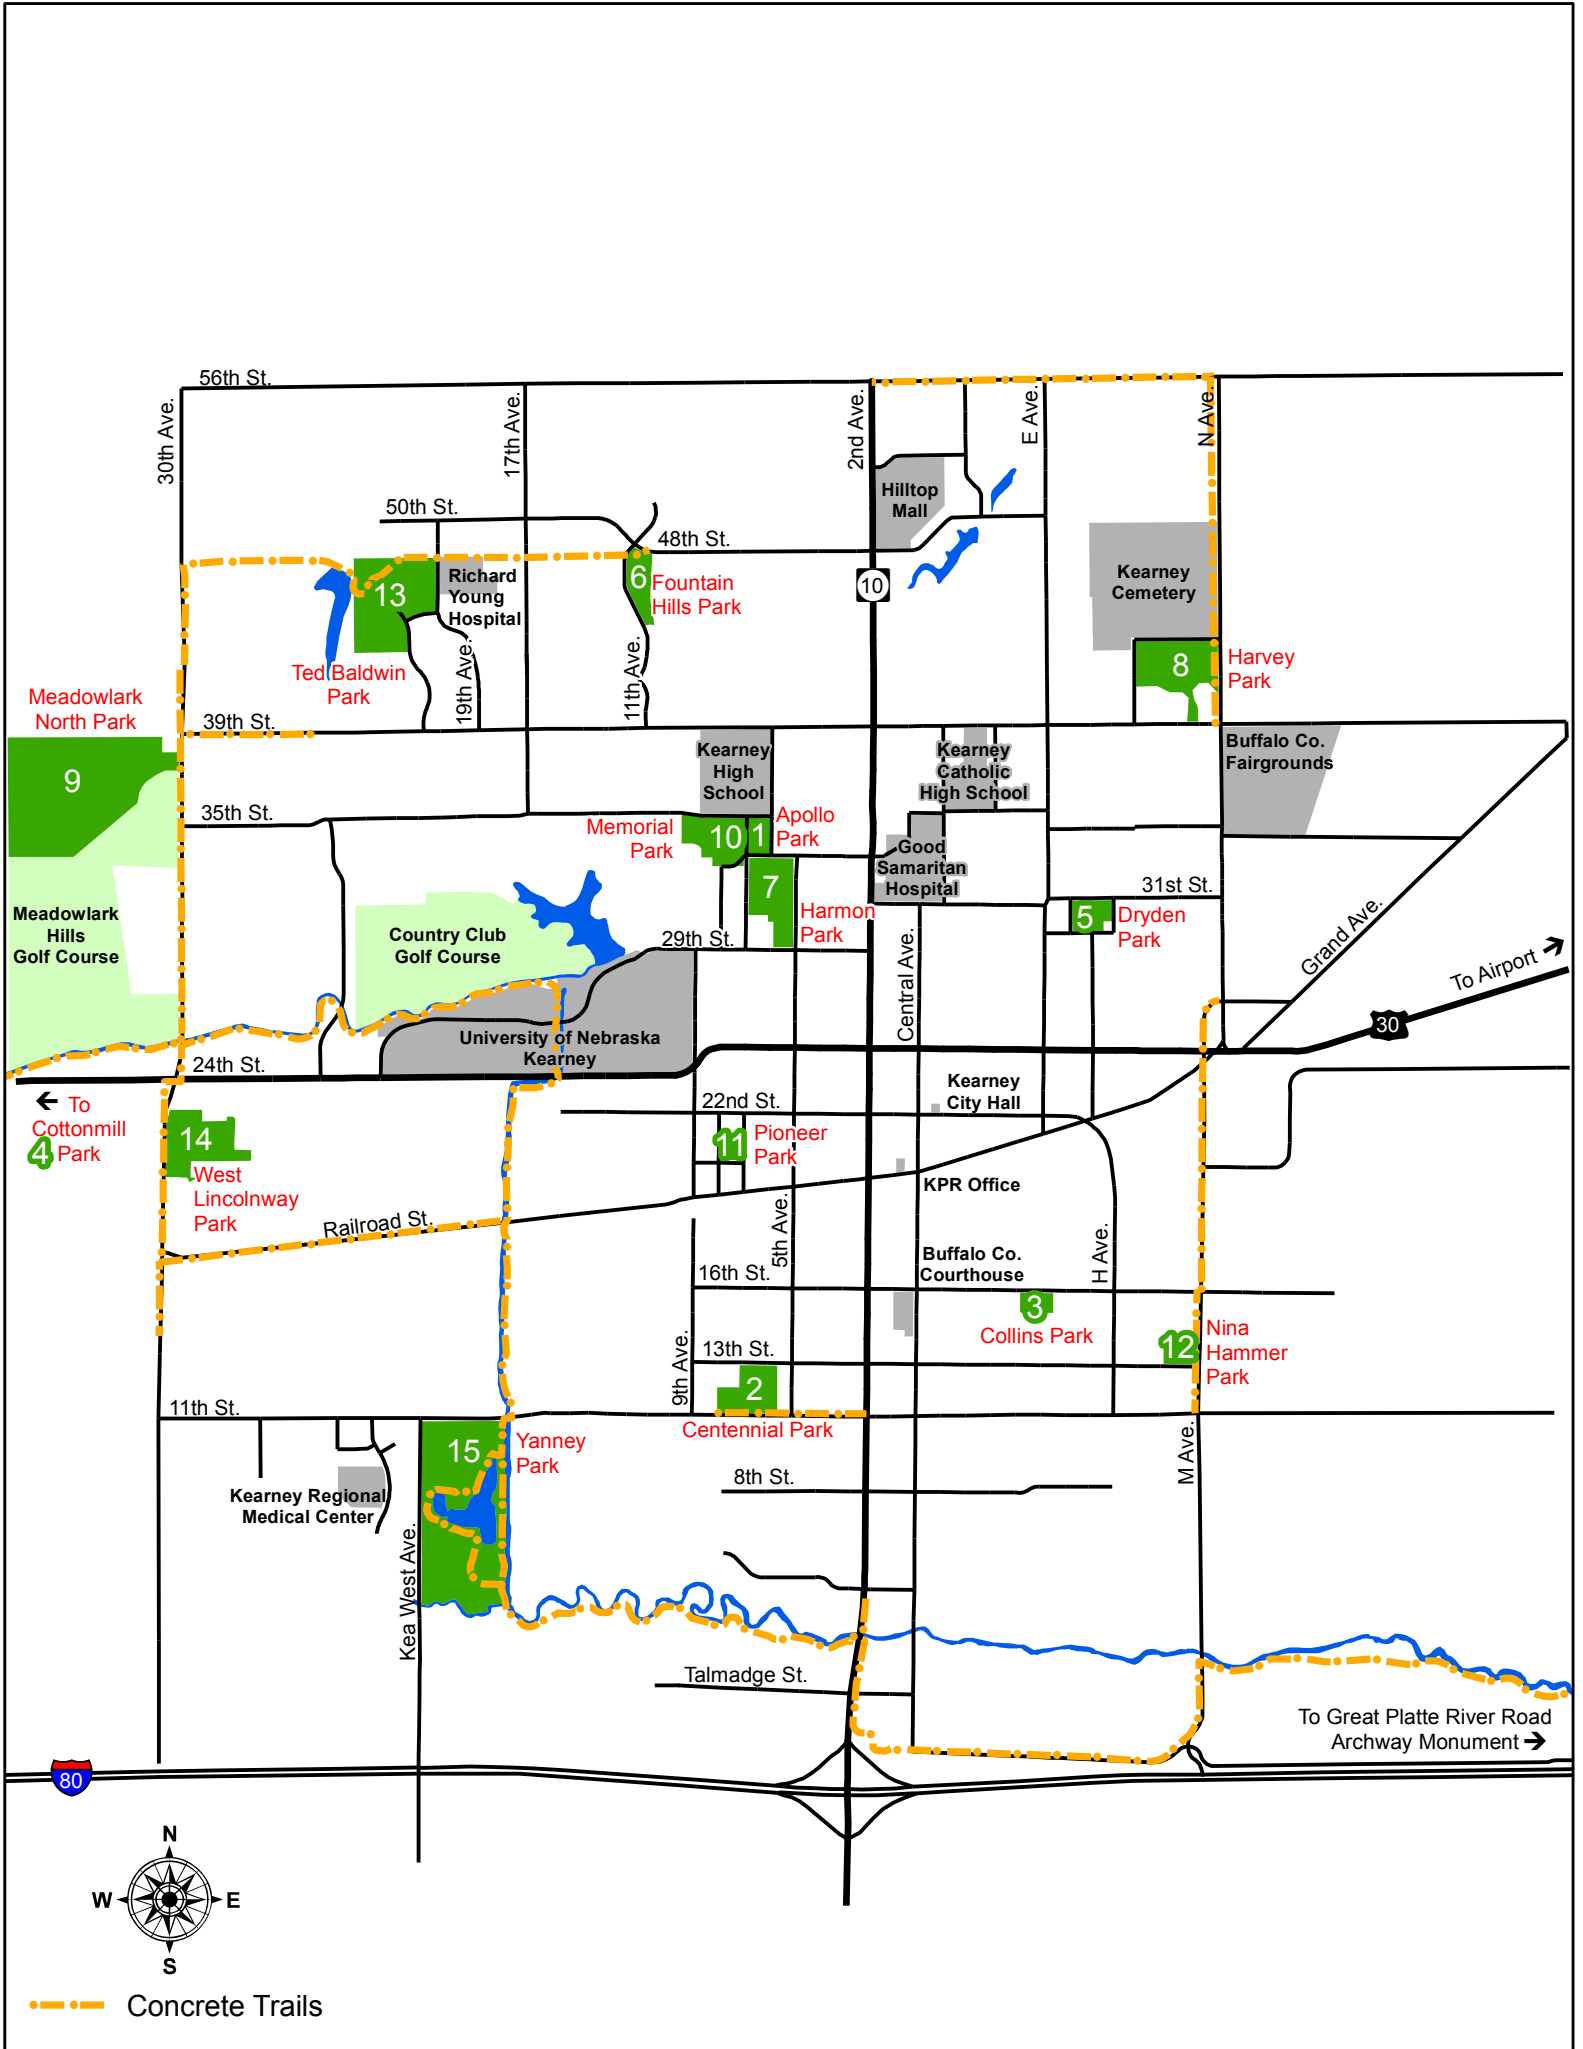 56th St.
30th Ave.
17th Ave.
2nd Ave.
E Ave.
N Ave.
50th St.
48th St.
Hilltop
Mall
10
Kearney
Cemetery
13
Richard
Young
Hospital
6
Fountain
Hills Park
8
Harvey
Park
Ted Baldwin
Park
19th Ave.
11th Ave.
Meadowlark
North Park
39th St.
9
Kearney
High
School
Kearney
Catholic
High School
Buffalo Co.
Fairgrounds
35th St.
Memorial
Park
10
1
Apollo
Park
Good
Samaritan
Hospital
7
Harmon
Park
31st St.
5
Dryden
Park
Meadowlark
Hills
Golf Course
Country Club
Golf Course
29th St.
Central Ave.
Grand Ave.
To Airport
30
University of Nebraska
Kearney
24th St.
Kearney
City Hall
22nd St.
To
Cottonmill
Park
4
14
West
Lincolnway
Park
11
Pioneer
Park
KPR Office
Railroad St.
5th Ave.
H Ave.
Buffalo Co.
Courthouse
16th St.
3
Collins Park
12
Nina
Hammer
Park
13th St.
9th Ave.
2
Centennial Park
11th St.
15
Yanney
Park
M Ave.
8th St.
Kearney Regional
Medical Center
Kea West Ave.
Talmadge St.
To Great Platte River Road
Archway Monument
80
N
W
E
S
Concrete Trails